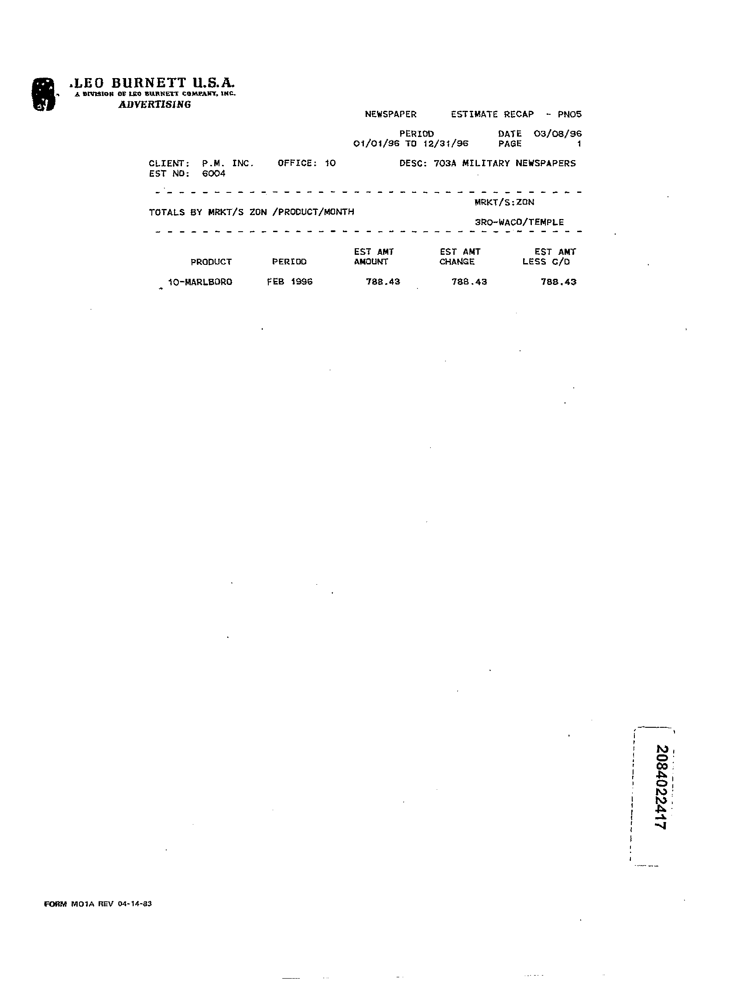 LEO BURNETT U.S.A.
A DIVISION OF LEO BURNETT COMPANY, INC.
ADVERTISING
NEWSPAPER ESTIMATE RECAP - PN05
PERIOD DATE 03/08/96
01/01/96 TO 12/31/96 PAGE 1
CLIENT: P.M. INC. OFFICE: 10 DESC: 703A MILITARY NEWSPAPERS
EST NO: 6004
MRKT/S:ZON
TOTALS BY MRKT/S ZON /PRODUCT/MONTH
3RO-WACO/TEMPLE
EST AMT EST AMT EST AMT
PRODUCT PERIOD AMOUNT CHANGE LESS C/D
10-MARLBORO FEB 1996 788.43 788.43 788.43
2084022417
FORM M01A REV 04-14-83